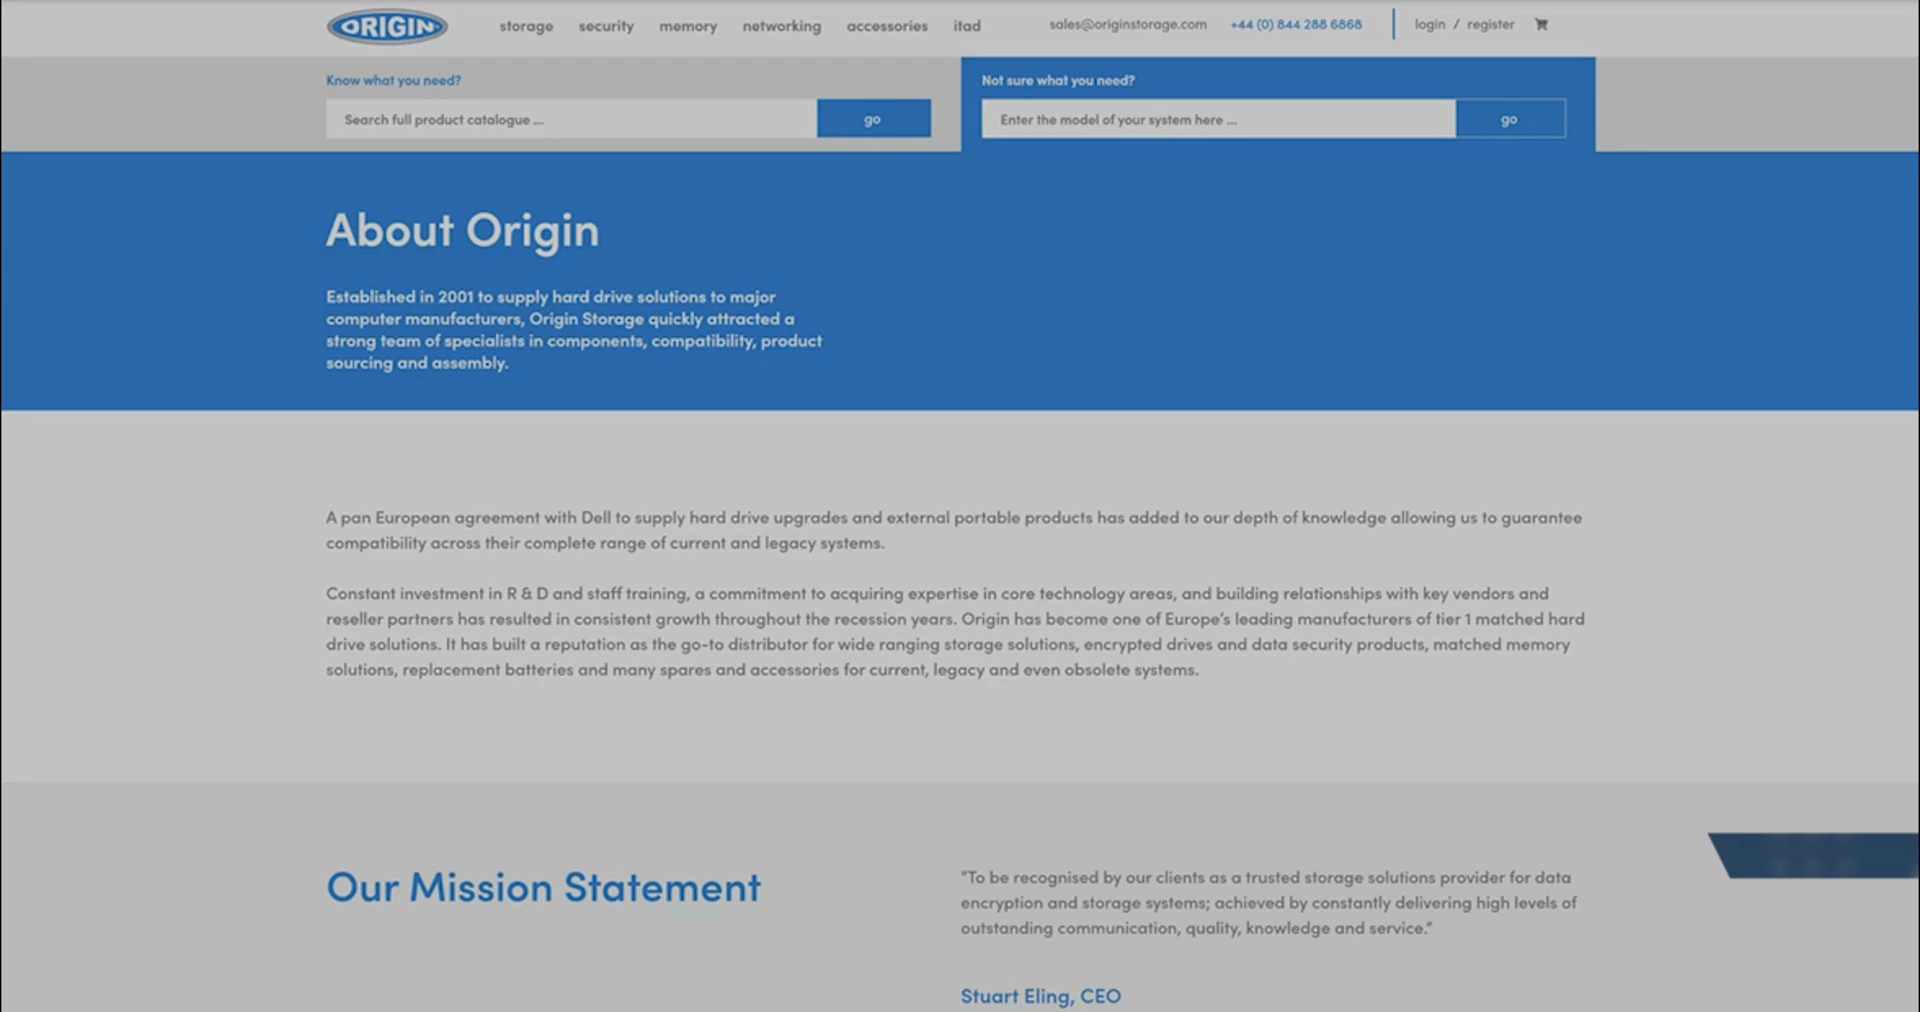 ORIGIN
storage security memory networking accessories itad
sales@originstorage.com +44 (0) 844 288 6868 login / register
Know what you need?
Search full product catalogue ...
go
Not sure what you need?
Enter the model of your system here ...
go
About Origin
Established in 2001 to supply hard drive solutions to major
computer manufacturers, Origin Storage quickly attracted a
strong team of specialists in components, compatibility, product
sourcing and assembly.
A pan European agreement with Dell to supply hard drive upgrades and external portable products has added to our depth of knowledge allowing us to guarantee
compatibility across their complete range of current and legacy systems.
Constant investment in R & D and staff training, a commitment to acquiring expertise in core technology areas, and building relationships with key vendors and
reseller partners has resulted in consistent growth throughout the recession years. Origin has become one of Europe’s leading manufacturers of tier 1 matched hard
drive solutions. It has built a reputation as the go-to distributor for wide ranging storage solutions, encrypted drives and data security products, matched memory
solutions, replacement batteries and many spares and accessories for current, legacy and even obsolete systems.
Our Mission Statement
“To be recognised by our clients as a trusted storage solutions provider for data
encryption and storage systems; achieved by constantly delivering high levels of
outstanding communication, quality, knowledge and service.”
Stuart Eling, CEO